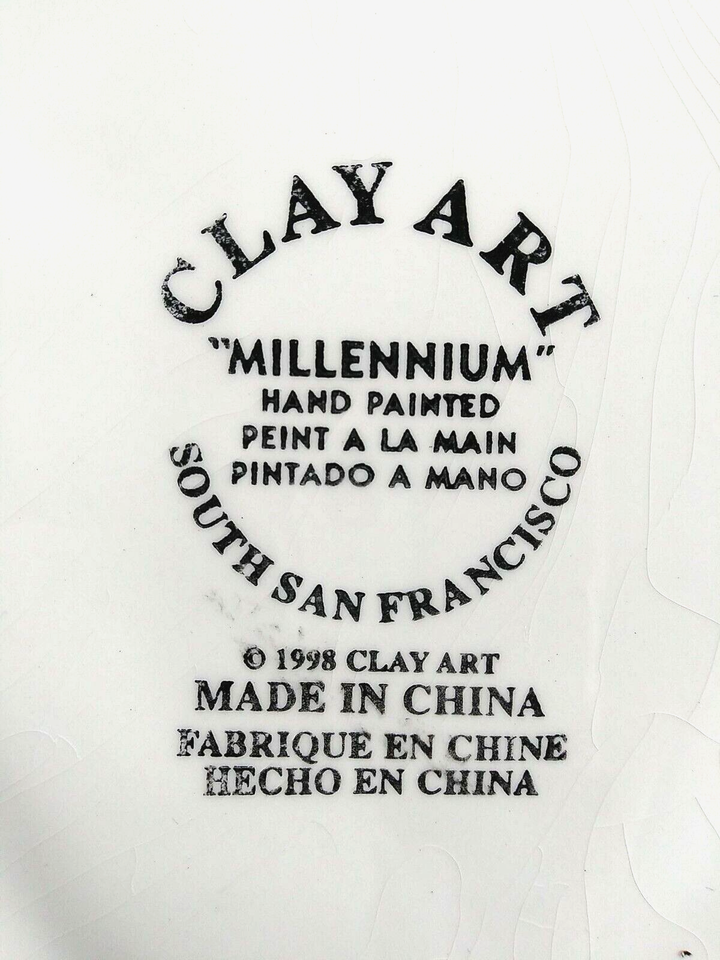 CLAY ART
"MILLENNIUM"
HAND PAINTED
PEINT A LA MAIN
PINTADO A MANO
SOUTH SAN FRANCISCO
© 1998 CLAY ART
MADE IN CHINA
FABRIQUE EN CHINE
HECHO EN CHINA